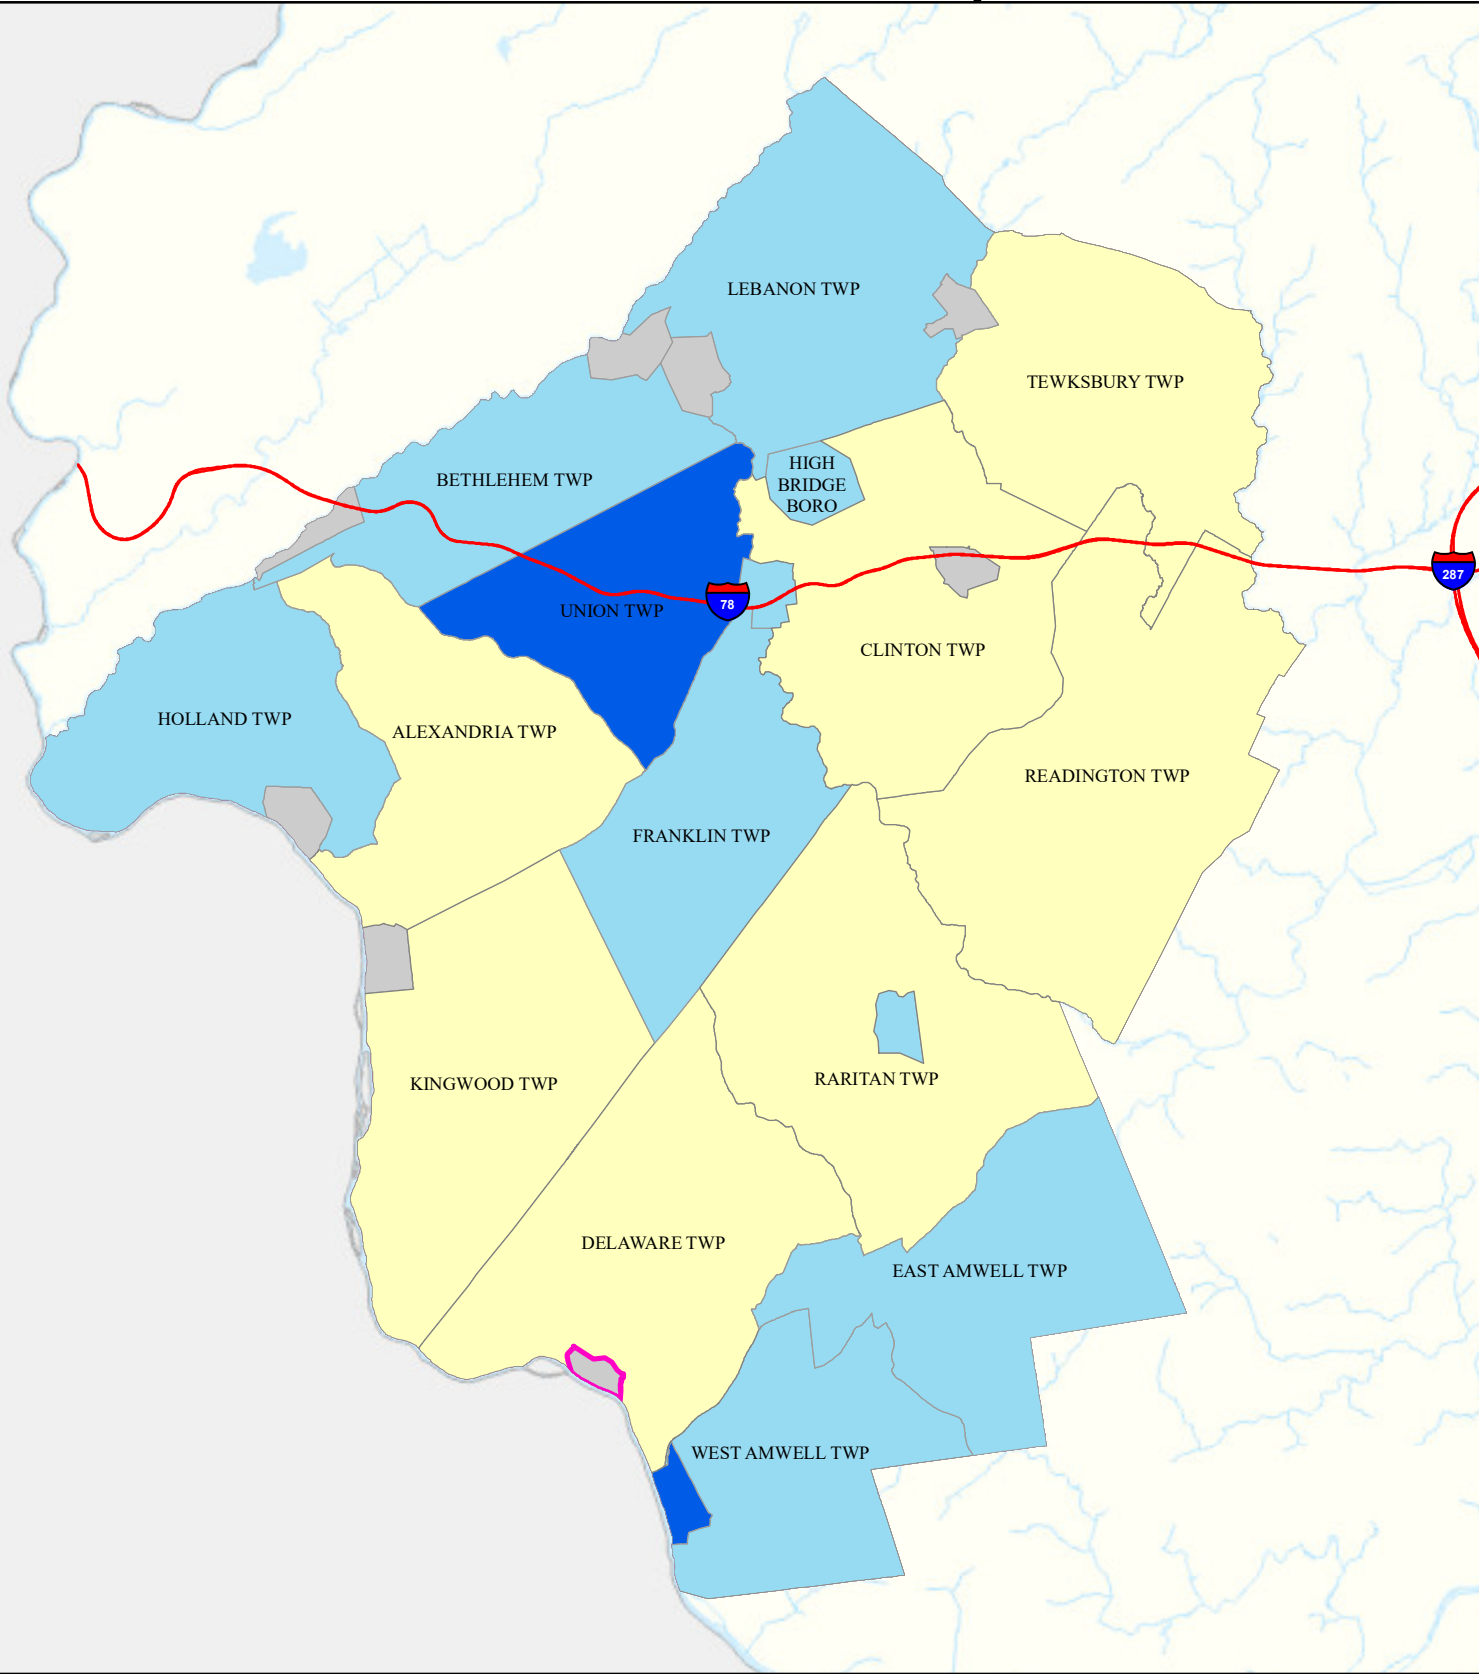 LEBANON TWP
TEWKSBURY TWP
HIGH
BRIDGE
BORO
BETHLEHEM TWP
287
78
UNION TWP
CLINTON TWP
HOLLAND TWP
ALEXANDRIA TWP
READINGTON TWP
FRANKLIN TWP
RARITAN TWP
KINGWOOD TWP
DELAWARE TWP
EAST AMWELL TWP
WEST AMWELL TWP